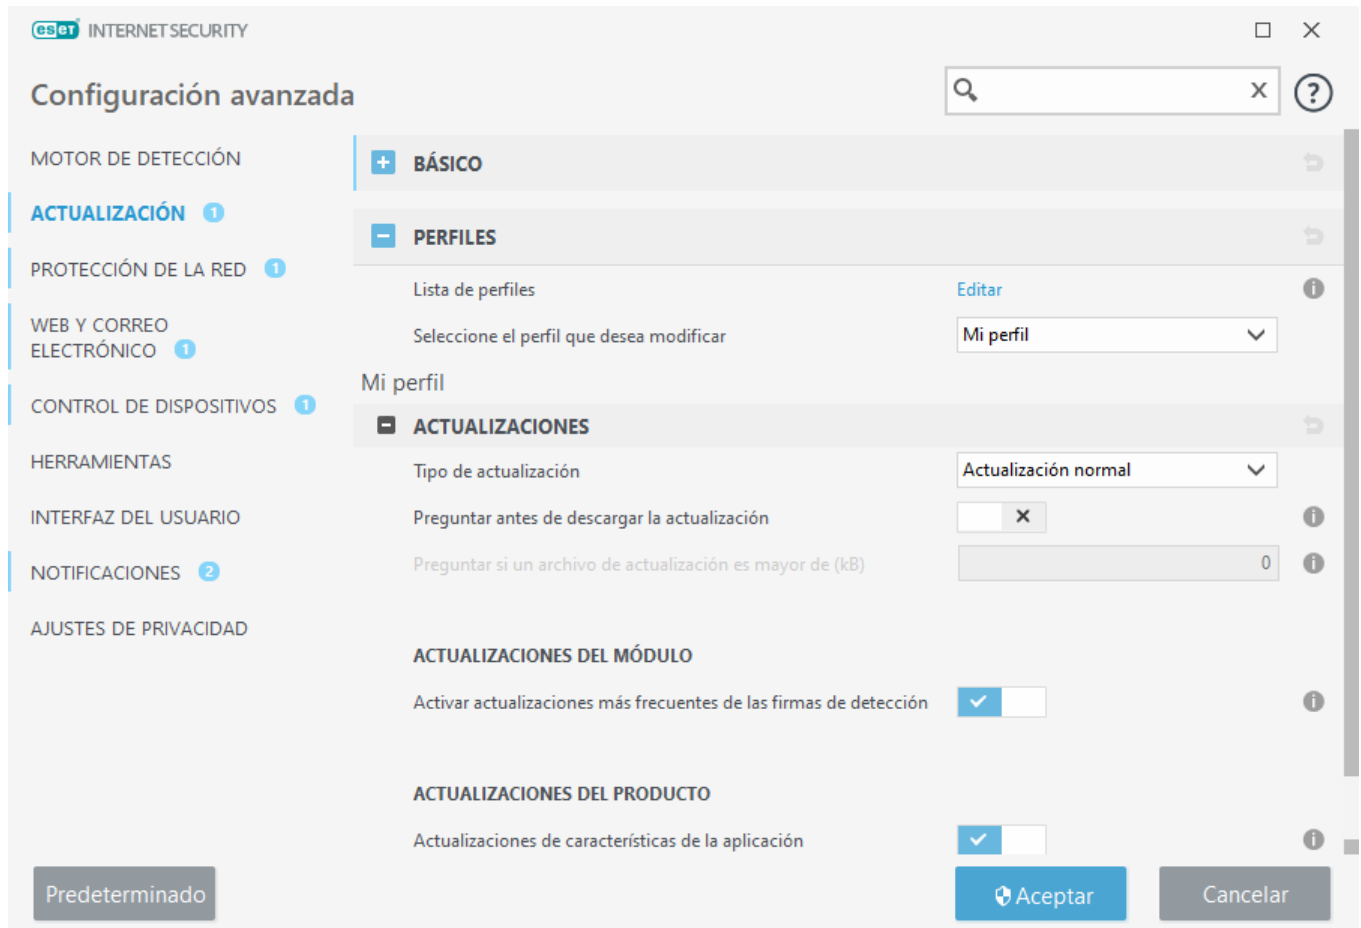 eset INTERNET SECURITY
Configuración avanzada
x
?
MOTOR DE DETECCIÓN
ACTUALIZACIÓN 1
PROTECCIÓN DE LA RED 1
WEB Y CORREO
ELECTRÓNICO 1
CONTROL DE DISPOSITIVOS 1
HERRAMIENTAS
INTERFAZ DEL USUARIO
NOTIFICACIONES 2
AJUSTES DE PRIVACIDAD
BÁSICO
PERFILES
Lista de perfiles Editar
Seleccione el perfil que desea modificar Mi perfil
Mi perfil
ACTUALIZACIONES
Tipo de actualización Actualización normal
Preguntar antes de descargar la actualización
Preguntar si un archivo de actualización es mayor de (kB) 0
ACTUALIZACIONES DEL MÓDULO
Activar actualizaciones más frecuentes de las firmas de detección
ACTUALIZACIONES DEL PRODUCTO
Actualizaciones de características de la aplicación
Predeterminado Aceptar Cancelar